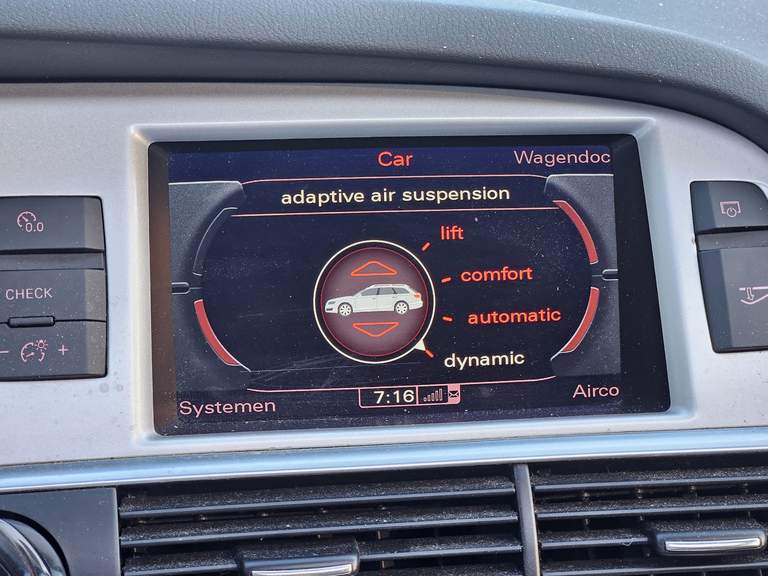 Car
Wagendoc
adaptive air suspension
lift
comfort
automatic
dynamic
7:16
Systemen
Airco
0.0
CHECK
- +